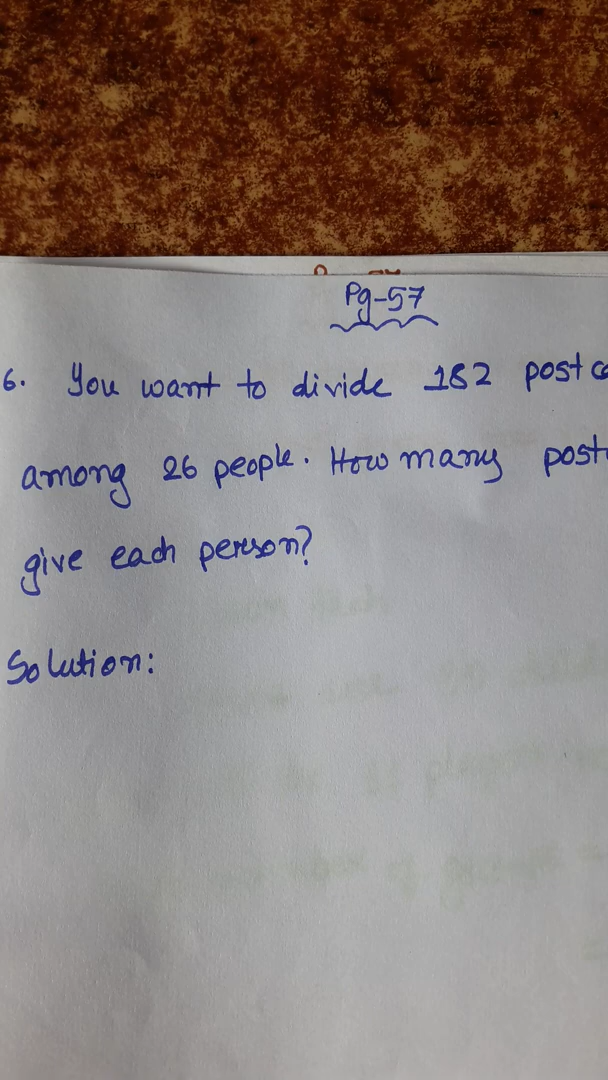 Pg-57
6. You want to divide 182 post ca
among 26 people. How many post
give each person?
Solution: